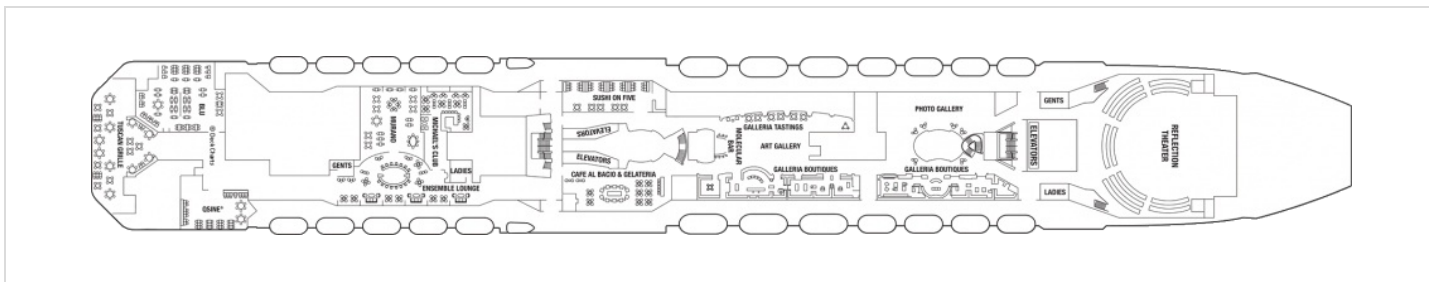 TUSCAN GRILLE
BLU
QSINE®
GENTS
MURANO
MICHAEL'S CLUB
LADIES
ENSEMBLE LOUNGE
SUSHI ON FIVE
ELEVATORS
ELEVATORS
CAFE AL BACIO & GELATERIA
MOLECULAR
BAR
GALLERIA TASTINGS
ART GALLERY
GALLERIA BOUTIQUES
PHOTO GALLERY
GALLERIA BOUTIQUES
GENTS
ELEVATORS
LADIES
REFLECTION
THEATER